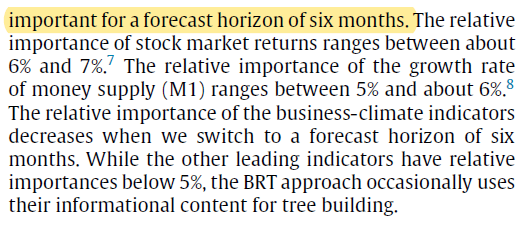 important for a forecast horizon of six months. The relative
importance of stock market returns ranges between about
6% and 7%.7 The relative importance of the growth rate
of money supply (M1) ranges between 5% and about 6%.8
The relative importance of the business-climate indicators
decreases when we switch to a forecast horizon of six
months. While the other leading indicators have relative
importances below 5%, the BRT approach occasionally uses
their informational content for tree building.